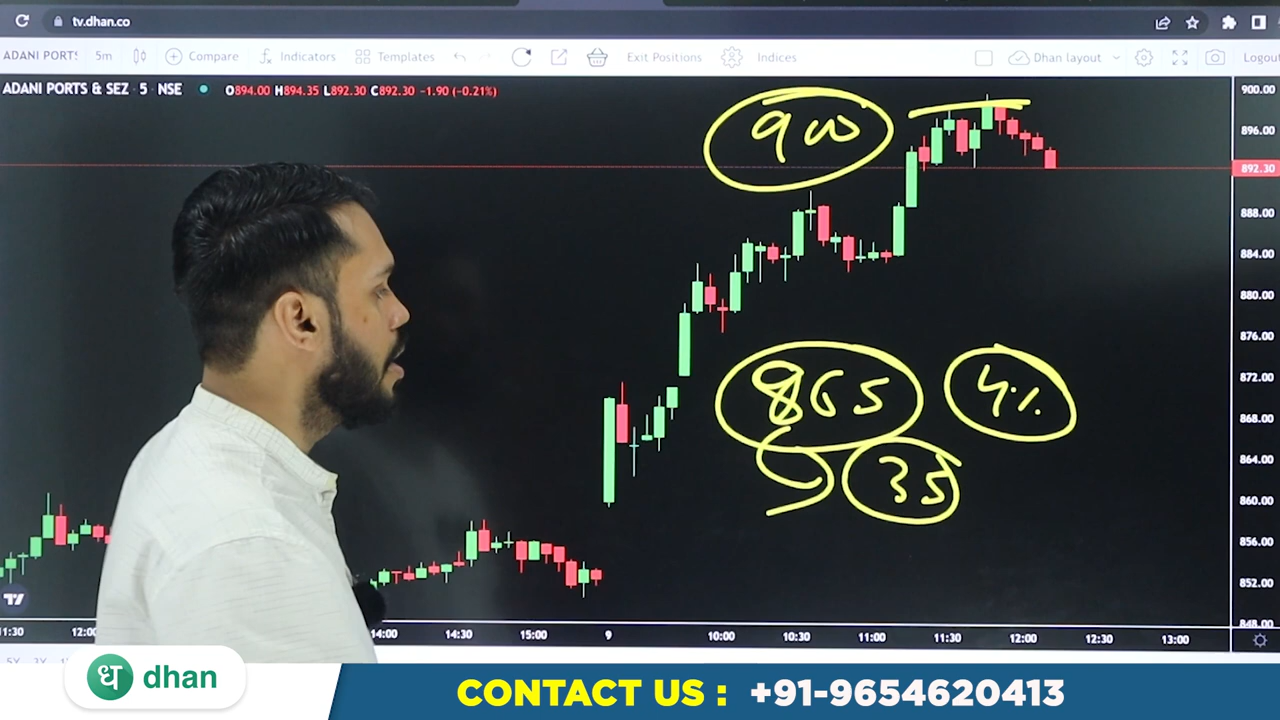 tv.dhan.co
ADANI PORTS 5m Compare Indicators Templates Exit Positions Indices Dhan layout Logout
ADANI PORTS & SEZ · 5 · NSE O894.00 H894.35 L892.30 C892.30 -1.90 (-0.21%)
900.00
896.00
892.30
888.00
884.00
880.00
876.00
872.00
868.00
864.00
860.00
856.00
852.00
848.00
900
865 4%
35
11:30 12:00 14:00 14:30 15:00 9 10:00 10:30 11:00 11:30 12:00 12:30 13:00
5Y 3Y
ध dhan
CONTACT US : +91-9654620413